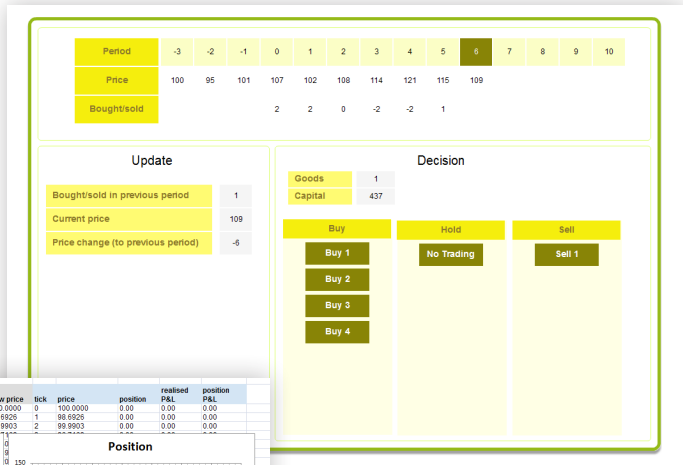 Period -3 -2 -1 0 1 2 3 4 5 6 7 8 9 10
Price 100 95 101 107 102 108 114 121 115 109
Bought/sold 2 2 0 -2 -2 1
Update
Bought/sold in previous period 1
Current price 109
Price change (to previous period) -6
Decision
Goods 1
Capital 437
Buy Hold Sell
Buy 1 No Trading Sell 1
Buy 2
Buy 3
Buy 4
realised position
w price tick price position P&L P&L
0.0000 0 100.0000 0.00 0.00 0.00
6926 1 98.6926 0.00 0.00 0.00
9903 2 99.9903 0.00 0.00 0.00
Position
150